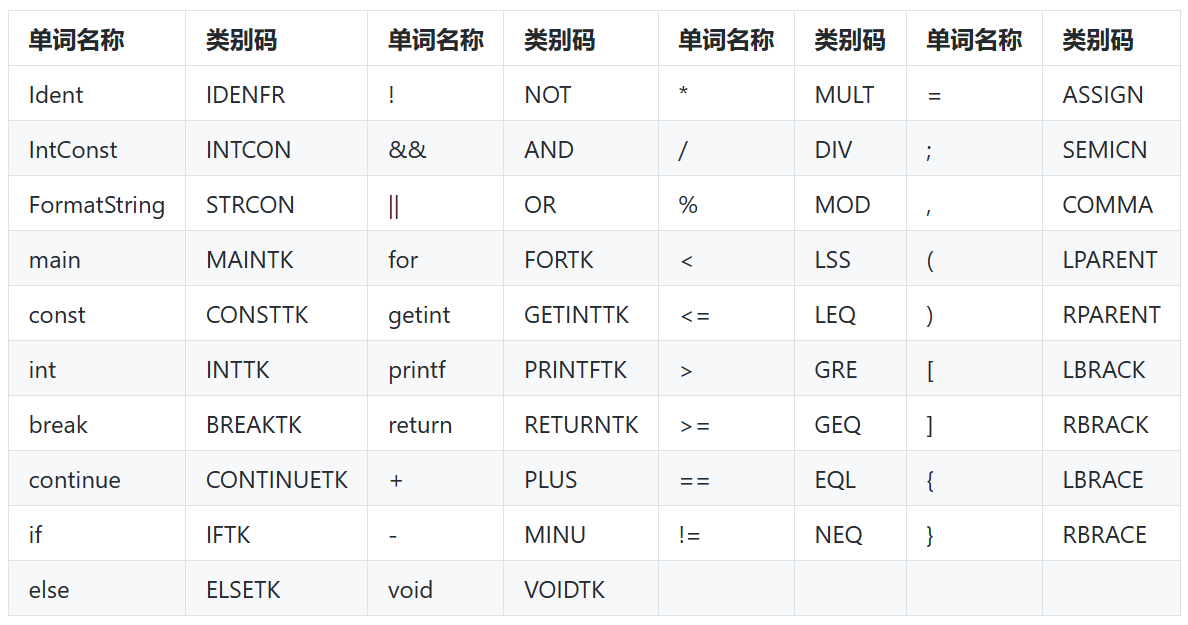 单词名称 类别码 单词名称 类别码 单词名称 类别码 单词名称 类别码
Ident IDENFR ! NOT * MULT = ASSIGN
IntConst INTCON && AND / DIV ; SEMICN
FormatString STRCON || OR % MOD , COMMA
main MAINTK for FORTK < LSS ( LPARENT
const CONSTTK getint GETINTTK <= LEQ ) RPARENT
int INTTK printf PRINTFTK > GRE [ LBRACK
break BREAKTK return RETURNTK >= GEQ ] RBRACK
continue CONTINUETK + PLUS == EQL { LBRACE
if IFTK - MINU != NEQ } RBRACE
else ELSETK void VOIDTK